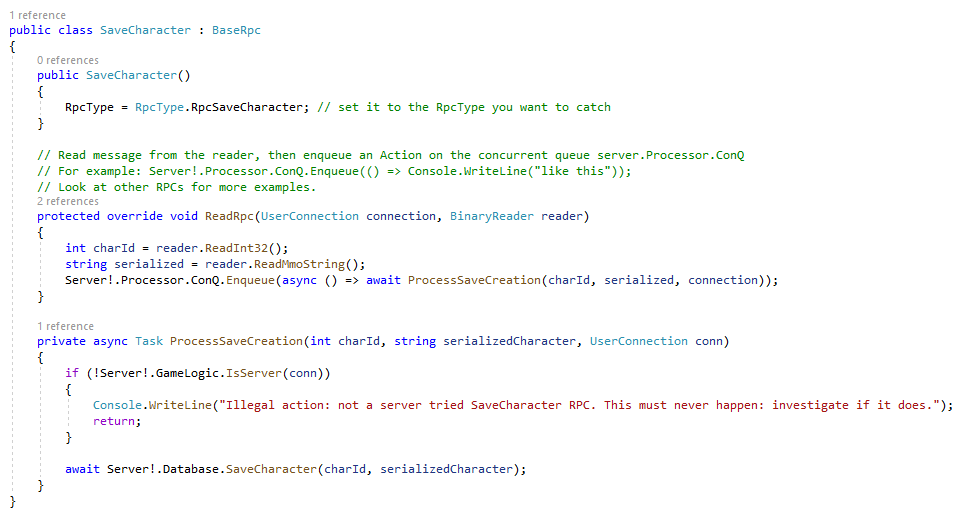 1 reference
public class SaveCharacter : BaseRpc
{
0 references
public SaveCharacter()
{
RpcType = RpcType.RpcSaveCharacter; // set it to the RpcType you want to catch
}
// Read message from the reader, then enqueue an Action on the concurrent queue server.Processor.ConQ
// For example: Server!.Processor.ConQ.Enqueue(() => Console.WriteLine("like this"));
// Look at other RPCs for more examples.
2 references
protected override void ReadRpc(UserConnection connection, BinaryReader reader)
{
int charId = reader.ReadInt32();
string serialized = reader.ReadMmoString();
Server!.Processor.ConQ.Enqueue(async () => await ProcessSaveCreation(charId, serialized, connection));
}
1 reference
private async Task ProcessSaveCreation(int charId, string serializedCharacter, UserConnection conn)
{
if (!Server!.GameLogic.IsServer(conn))
{
Console.WriteLine("Illegal action: not a server tried SaveCharacter RPC. This must never happen: investigate if it does.");
return;
}
await Server!.Database.SaveCharacter(charId, serializedCharacter);
}
}